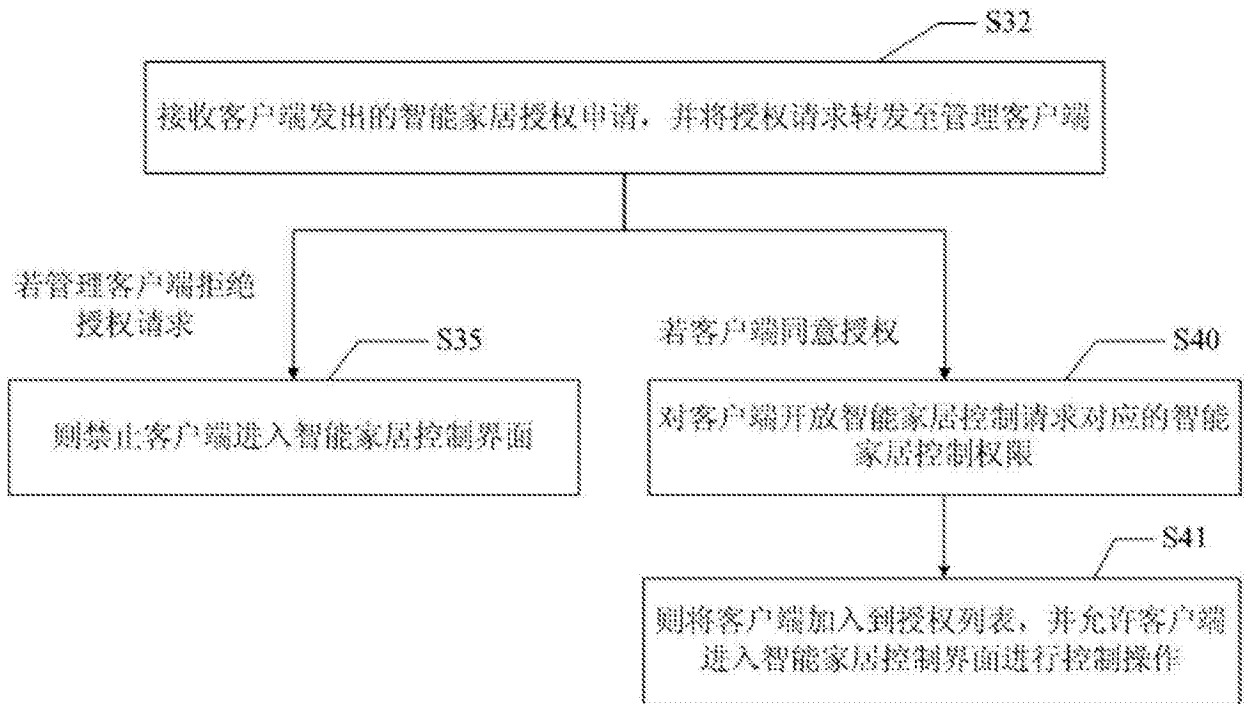 S32
接收客户端发出的智能家居授权申请，并将授权请求转发至管理客户端
若管理客户端拒绝
授权请求
S35
则禁止客户端进入智能家居控制界面
若客户端同意授权
S40
对客户端开放智能家居控制请求对应的智能
家居控制权限
S41
则将客户端加入到授权列表，并允许客户端
进入智能家居控制界面进行控制操作